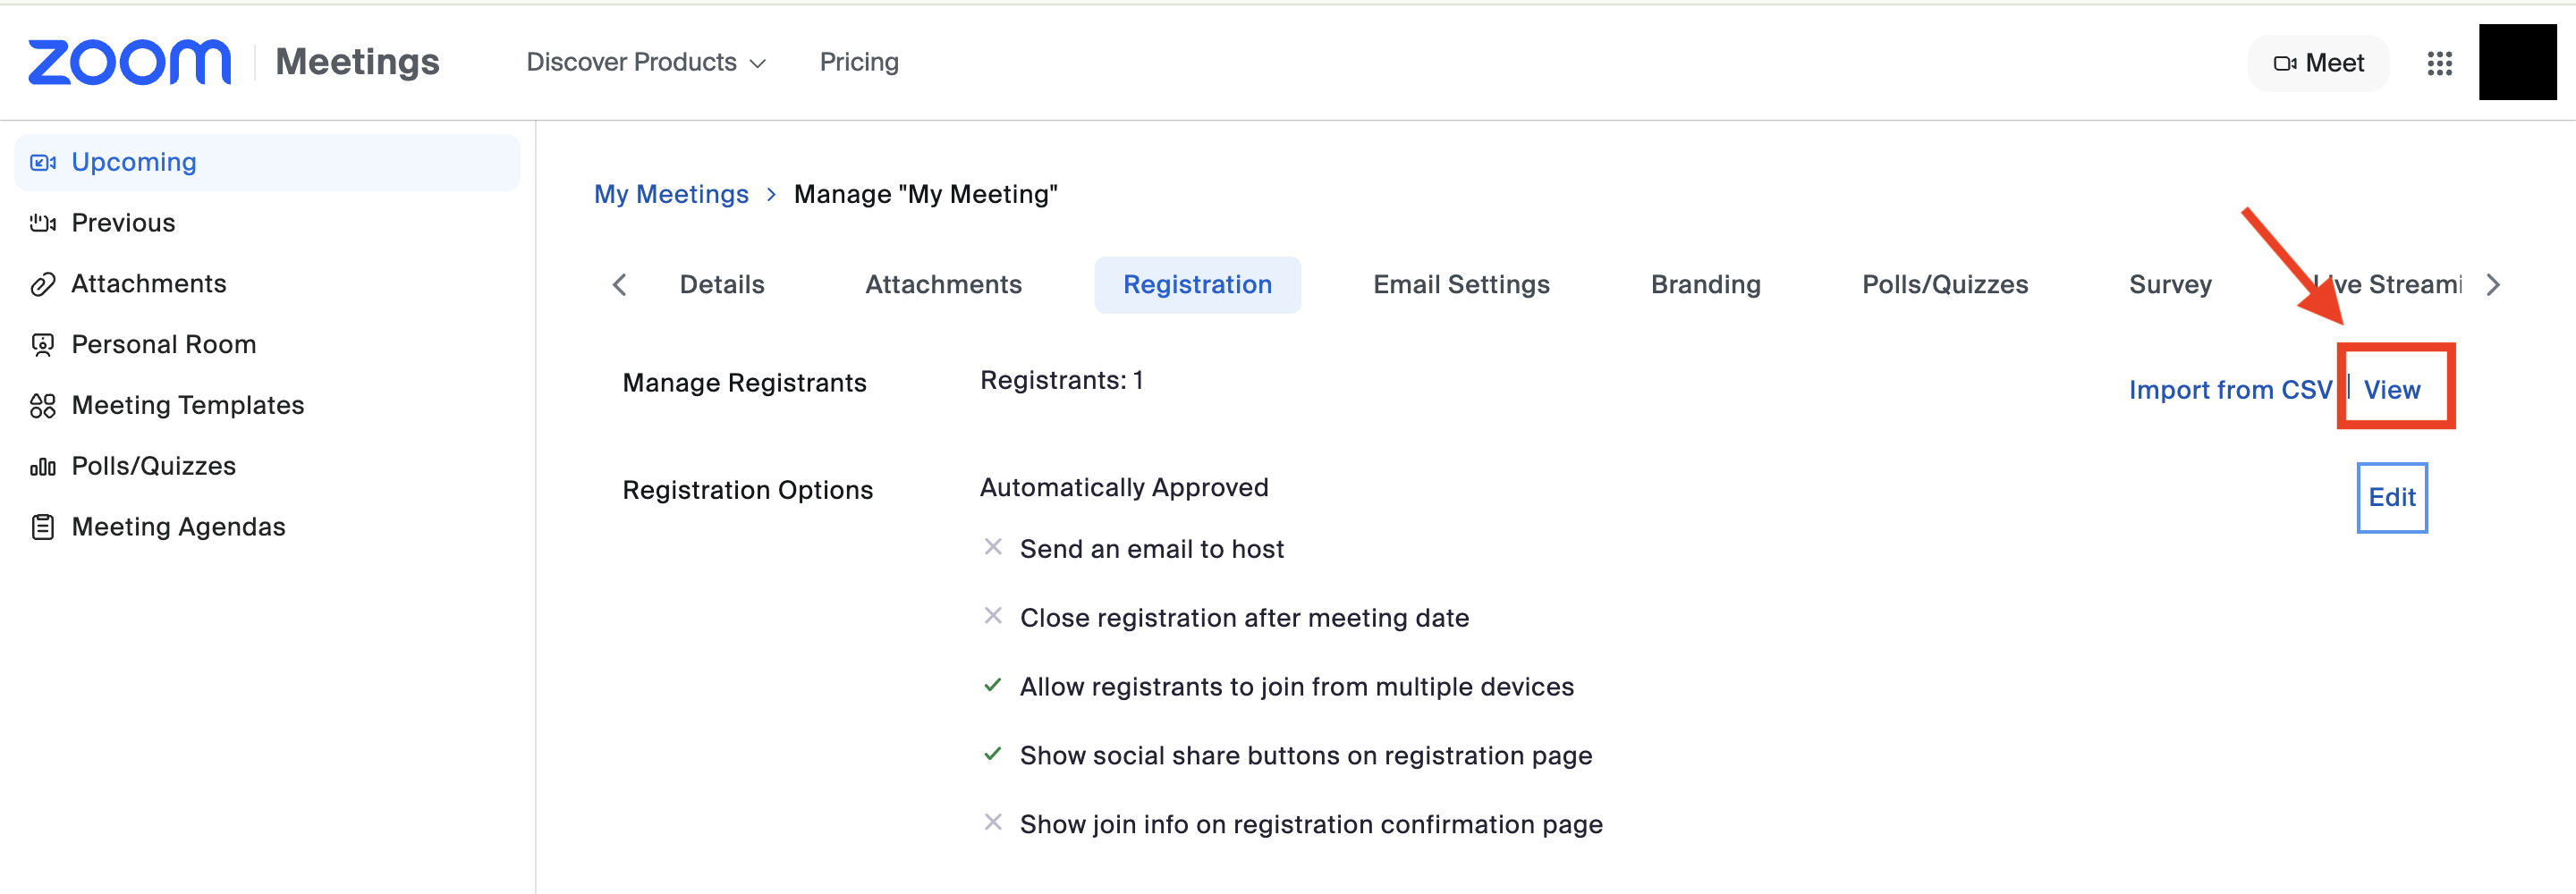 zoom Meetings Discover Products Pricing Meet
Upcoming
Previous
Attachments
Personal Room
Meeting Templates
Polls/Quizzes
Meeting Agendas
My Meetings > Manage "My Meeting"
Details Attachments Registration Email Settings Branding Polls/Quizzes Survey Live Streami
Manage Registrants Registrants: 1 Import from CSV | View
Registration Options Automatically Approved Edit
Send an email to host
Close registration after meeting date
Allow registrants to join from multiple devices
Show social share buttons on registration page
Show join info on registration confirmation page